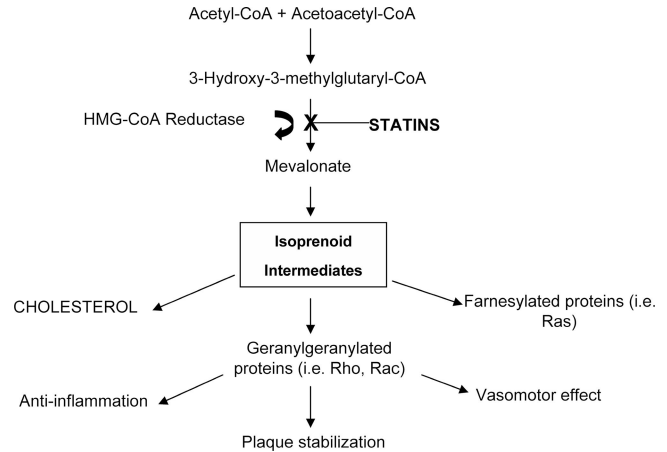 Acetyl-CoA + Acetoacetyl-CoA
3-Hydroxy-3-methylglutaryl-CoA
HMG-CoA Reductase
X
STATINS
Mevalonate
Isoprenoid
Intermediates
CHOLESTEROL
Farnesylated proteins (i.e.
Ras)
Geranylgeranylated
proteins (i.e. Rho, Rac)
Anti-inflammation
Vasomotor effect
Plaque stabilization